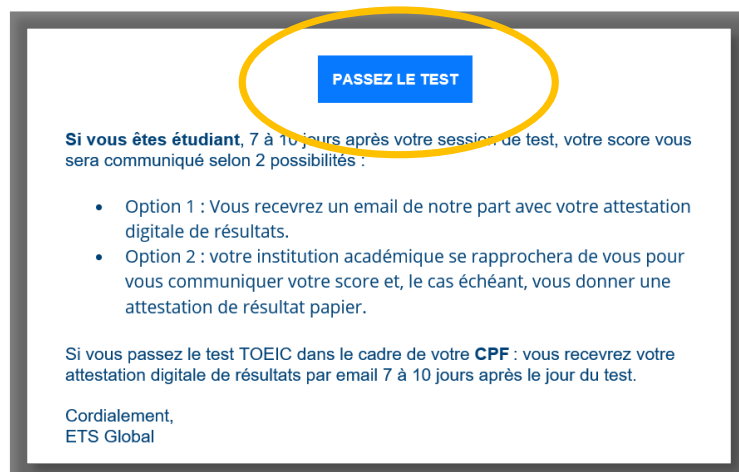 PASSEZ LE TEST
Si vous êtes étudiant, 7 à 10 jours après votre session de test, votre score vous
sera communiqué selon 2 possibilités :
• Option 1 : Vous recevrez un email de notre part avec votre attestation
digitale de résultats.
• Option 2 : votre institution académique se rapprochera de vous pour
vous communiquer votre score et, le cas échéant, vous donner une
attestation de résultat papier.
Si vous passez le test TOEIC dans le cadre de votre CPF : vous recevrez votre
attestation digitale de résultats par email 7 à 10 jours après le jour du test.
Cordialement,
ETS Global